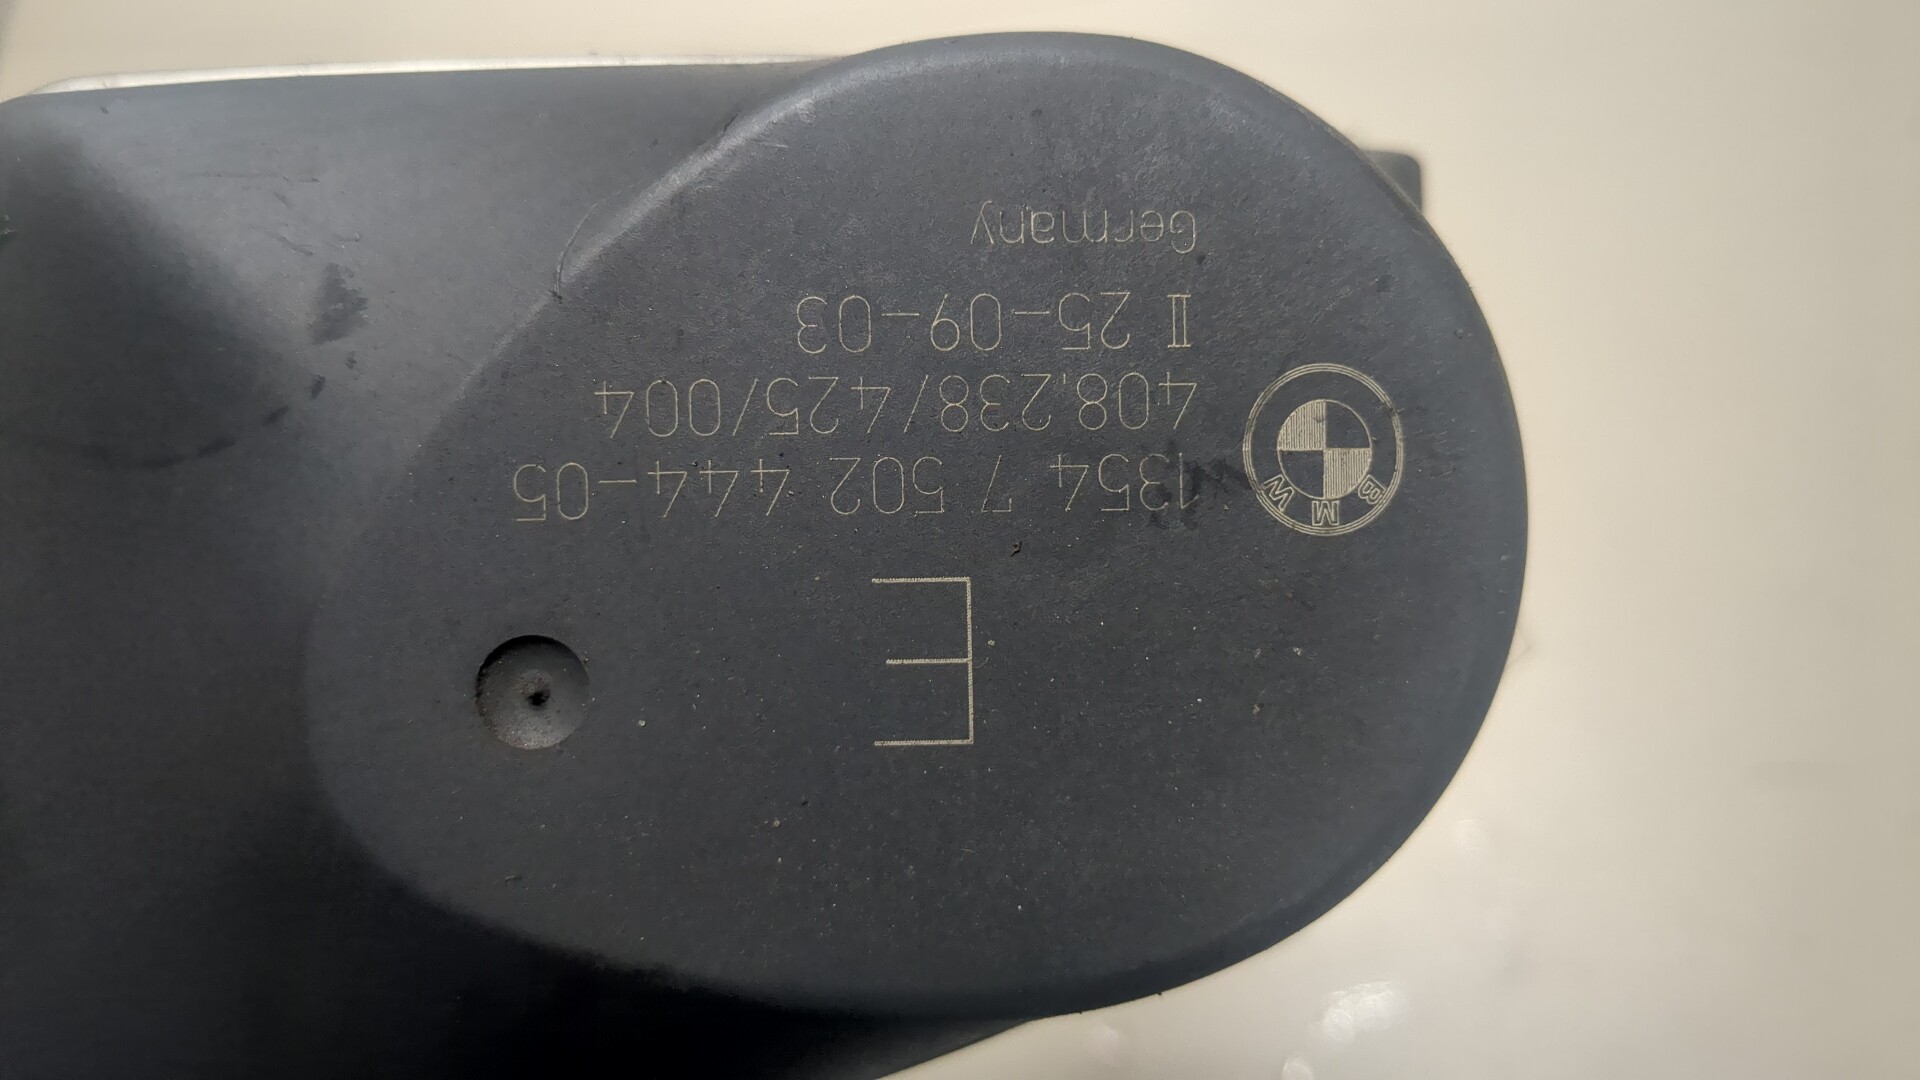 E
BMW
1354 7 502 444-05
408.238/425/004
II 25-09-03
Germany